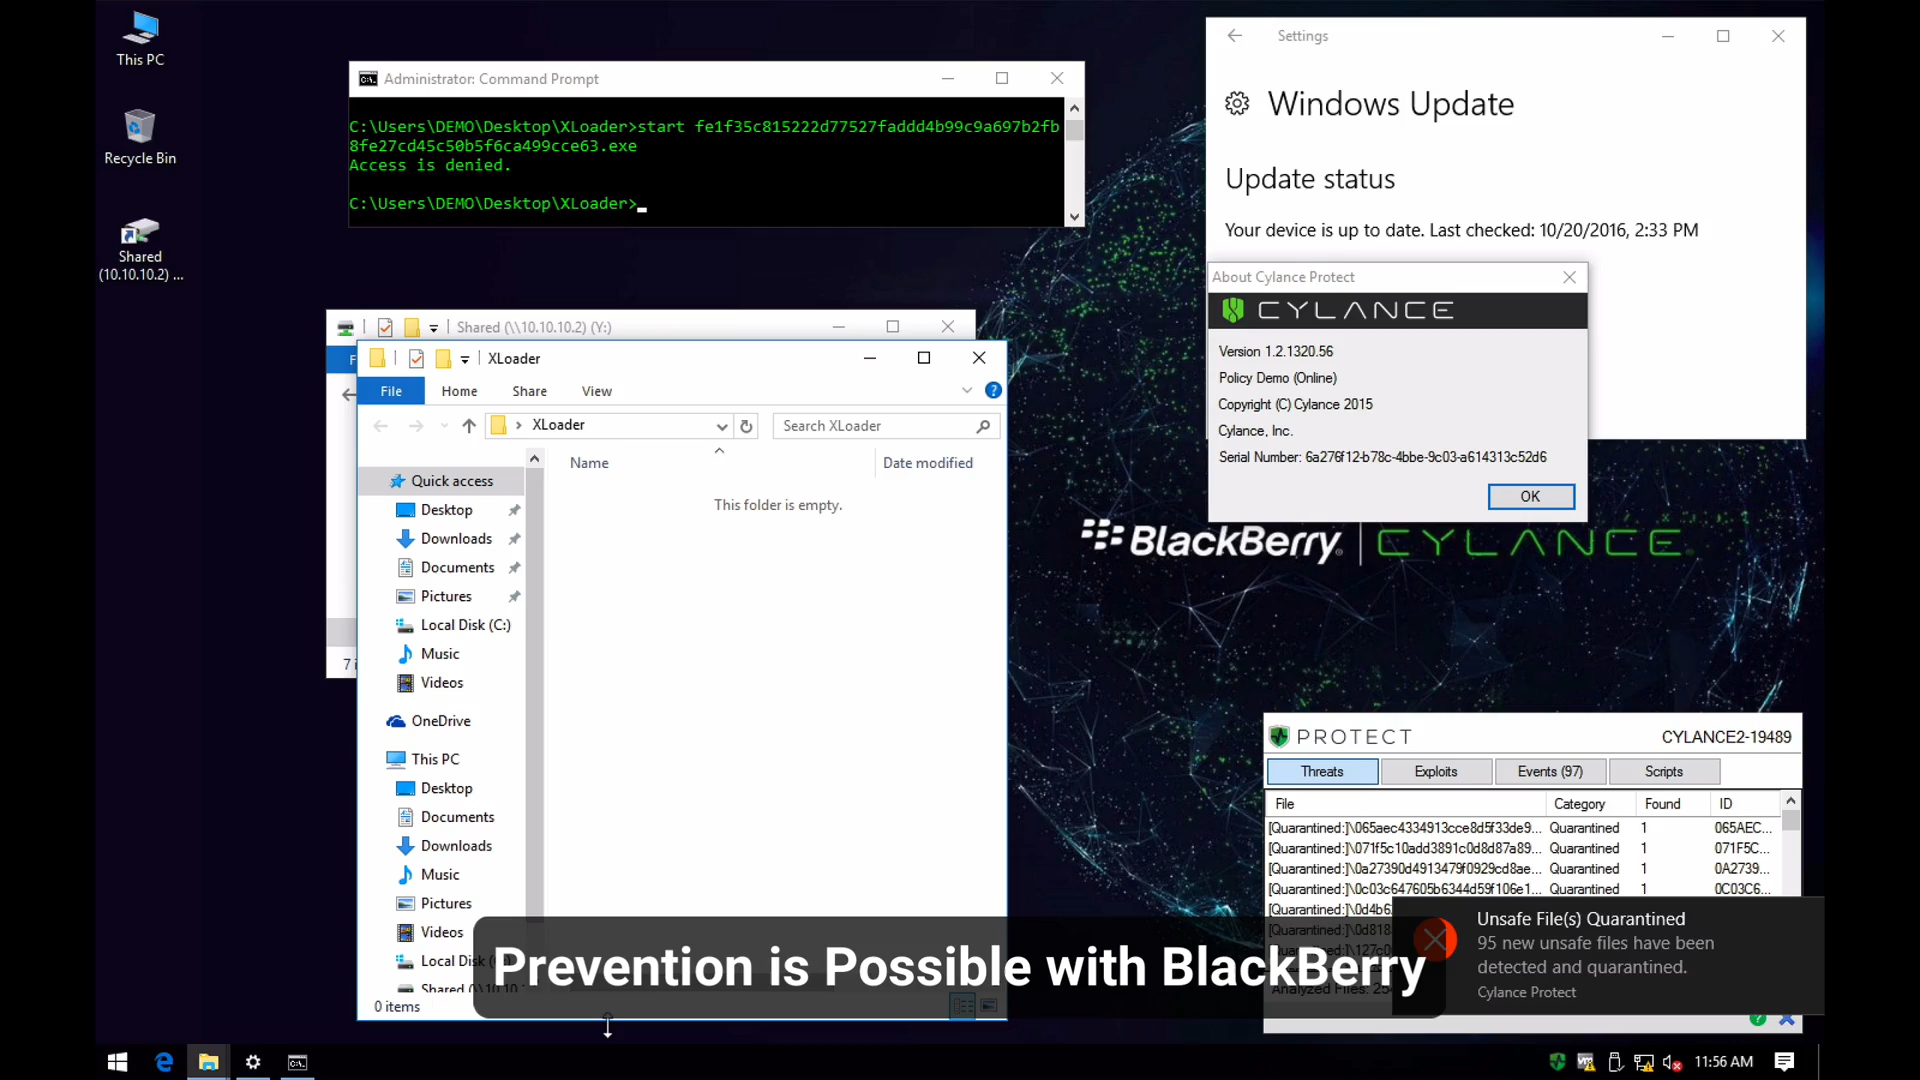 This PC
Recycle Bin
Shared
(10.10.10.2) ...
Administrator: Command Prompt
C:\Users\DEMO\Desktop\XLoader>start fe1f35c815222d77527faddd4b99c9a697b2fb
8fe27cd45c50b5f6ca499cce63.exe
Access is denied.
C:\Users\DEMO\Desktop\XLoader>
Settings
Windows Update
Update status
Your device is up to date. Last checked: 10/20/2016, 2:33 PM
About Cylance Protect
CYLANCE
Version 1.2.1320.56
Policy Demo (Online)
Copyright (C) Cylance 2015
Cylance, Inc.
Serial Number: 6a276f12-b78c-4bbe-9c03-a614313c52d6
OK
BlackBerry | CYLANCE
Shared (\\10.10.10.2) (Y:)
XLoader
File Home Share View
XLoader
Search XLoader
Name Date modified
This folder is empty.
Quick access
Desktop
Downloads
Documents
Pictures
Local Disk (C:)
Music
Videos
OneDrive
This PC
Desktop
Documents
Downloads
Music
Pictures
Videos
Local Disk
0 items
PROTECT CYLANCE2-19489
Threats Exploits Events (97) Scripts
File Category Found ID
[Quarantined:]\065aec4334913cce8d5f33de9... Quarantined 1 065AEC...
[Quarantined:]\071f5c10add3891c0d8d87a89... Quarantined 1 071F5C...
[Quarantined:]\0a27390d4913479f0929cd8ae... Quarantined 1 0A2739...
[Quarantined:]\0c03c647605b6344d59f106e1... Quarantined 1 0C03C6...
Unsafe File(s) Quarantined
95 new unsafe files have been
detected and quarantined.
Cylance Protect
Prevention is Possible with BlackBerry
11:56 AM